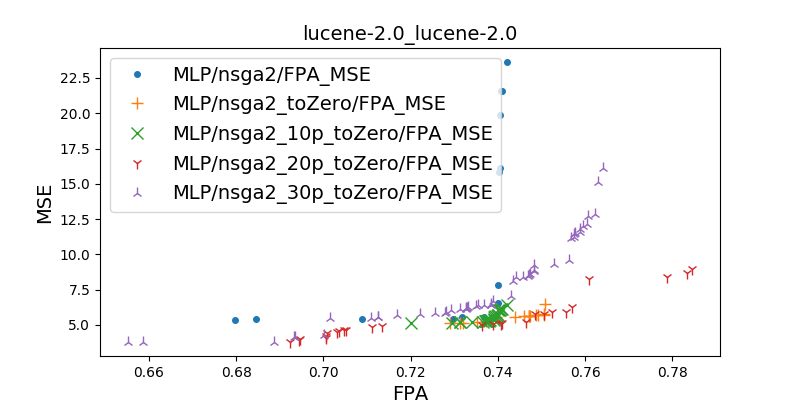 lucene-2.0_lucene-2.0
MLP/nsga2/FPA_MSE
MLP/nsga2_toZero/FPA_MSE
MLP/nsga2_10p_toZero/FPA_MSE
MLP/nsga2_20p_toZero/FPA_MSE
MLP/nsga2_30p_toZero/FPA_MSE
MSE
22.5
20.0
17.5
15.0
12.5
10.0
7.5
5.0
0.66 0.68 0.70 0.72 0.74 0.76 0.78
FPA